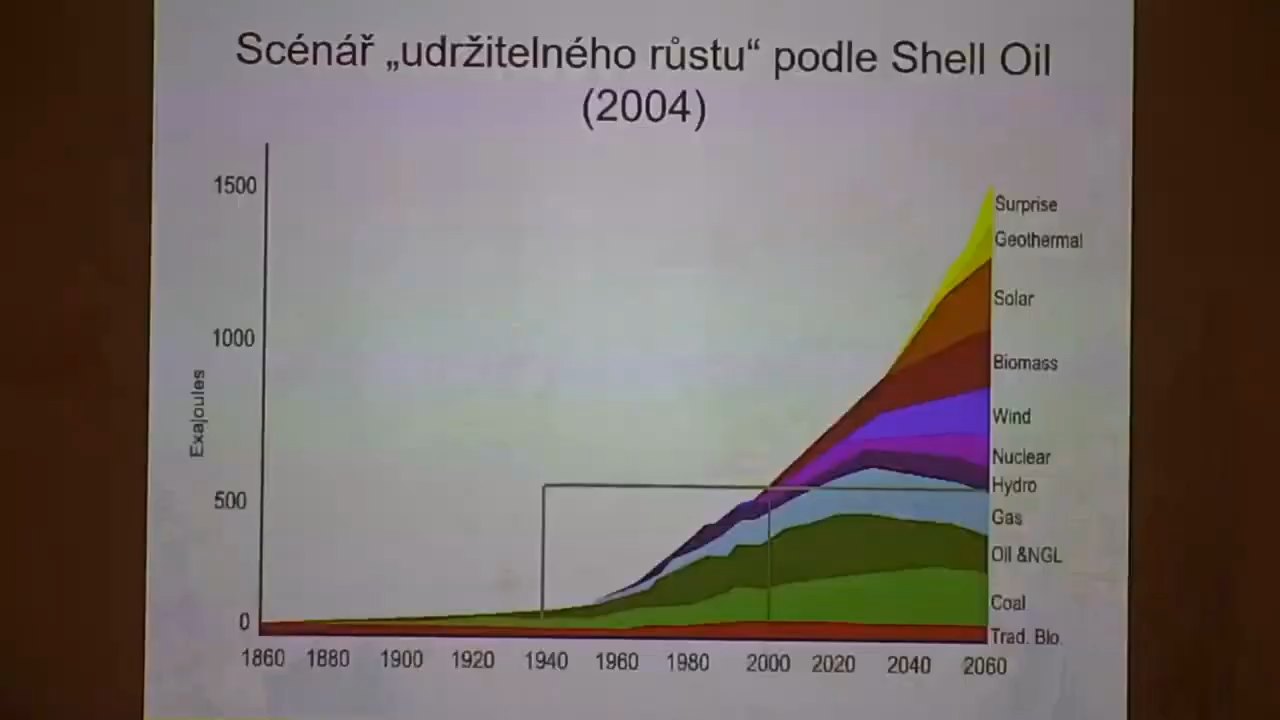 Scénář „udržitelného růstu“ podle Shell Oil
(2004)
1500
1000
500
0
Exajoules
Surprise
Geothermal
Solar
Biomass
Wind
Nuclear
Hydro
Gas
Oil &NGL
Coal
Trad. Bio.
1860 1880 1900 1920 1940 1960 1980 2000 2020 2040 2060